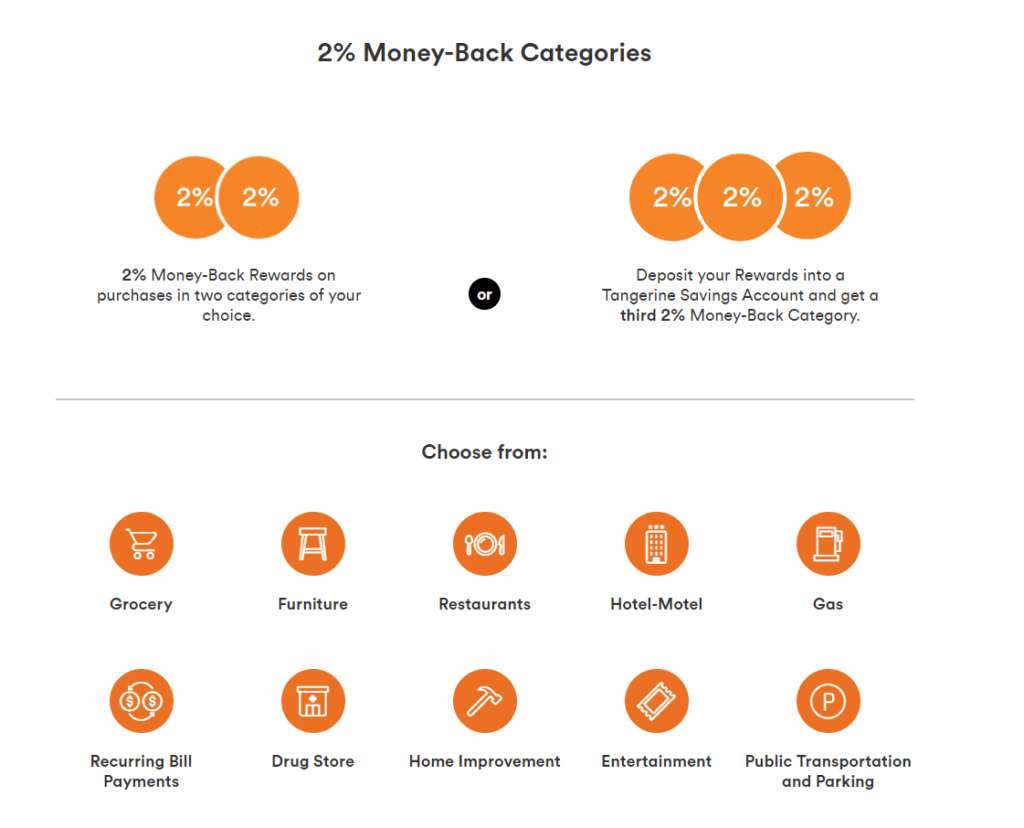 2% Money-Back Categories
2% 2%
2% 2% 2%
2% Money-Back Rewards on
purchases in two categories of your
choice.
or
Deposit your Rewards into a
Tangerine Savings Account and get a
third 2% Money-Back Category.
Choose from:
Grocery
Furniture
Restaurants
Hotel-Motel
Gas
$ $
P
Recurring Bill
Payments
Drug Store
Home Improvement
Entertainment
Public Transportation
and Parking